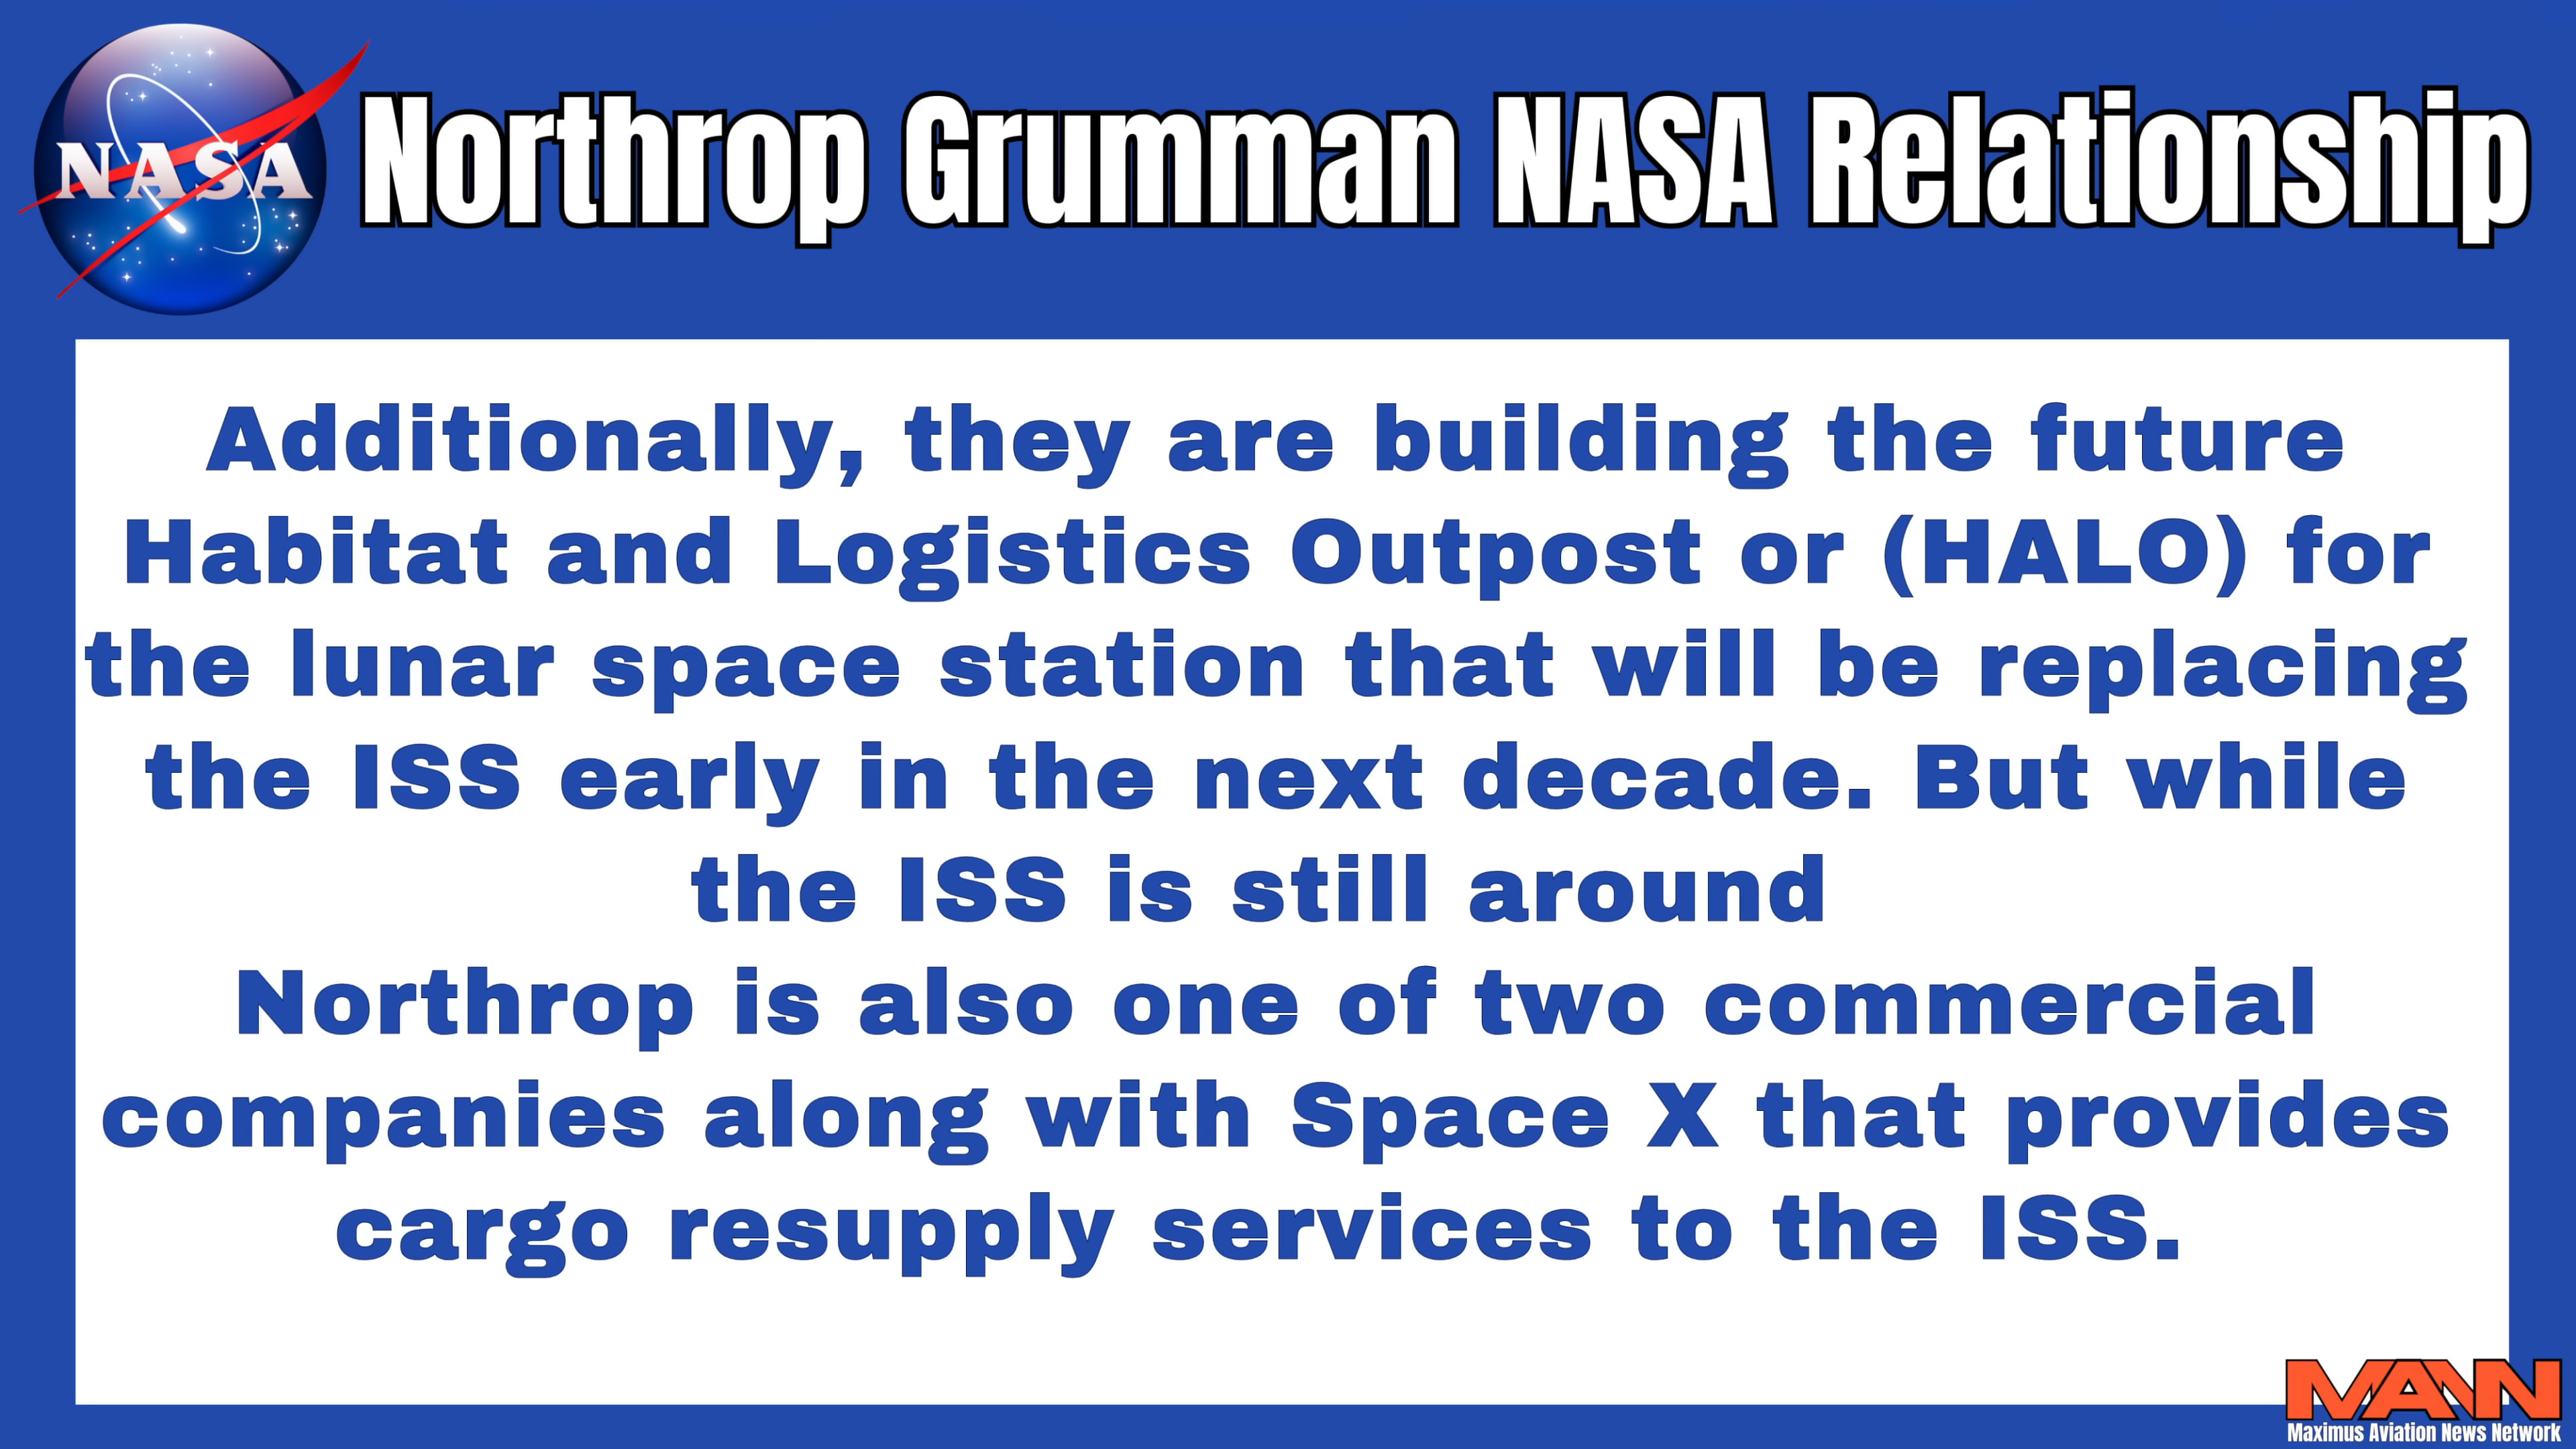 NASA
Northrop Grumman NASA Relationship
Additionally, they are building the future
Habitat and Logistics Outpost or (HALO) for
the lunar space station that will be replacing
the ISS early in the next decade. But while
the ISS is still around
Northrop is also one of two commercial
companies along with Space X that provides
cargo resupply services to the ISS.
MANN
Maximus Aviation News Network